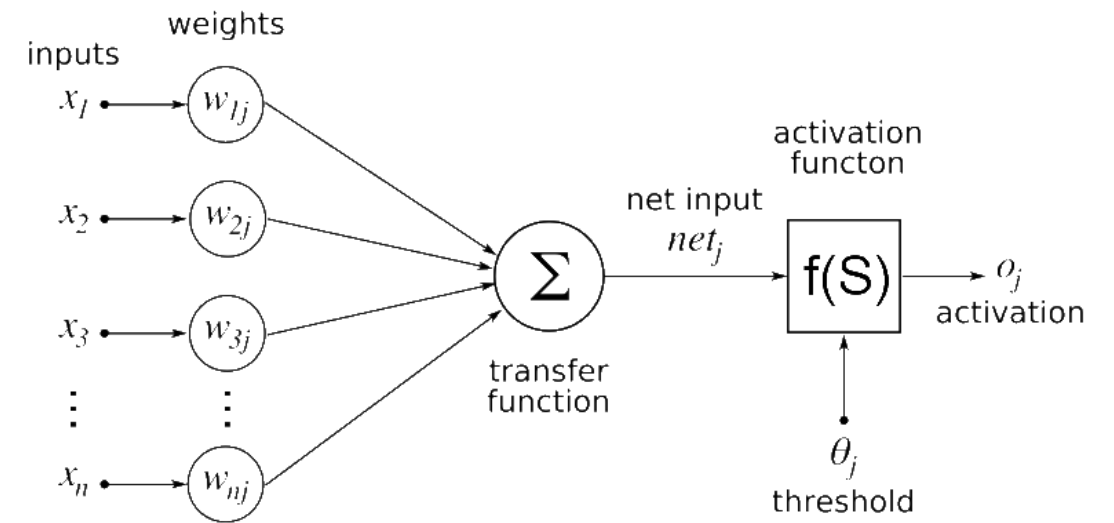 weights
inputs
x1
w1j
x2
w2j
x3
w3j
⋮ ⋮
xn
wnj
Σ
transfer
function
net input
netj
activation
functon
f(S)
oj
activation
θj
threshold